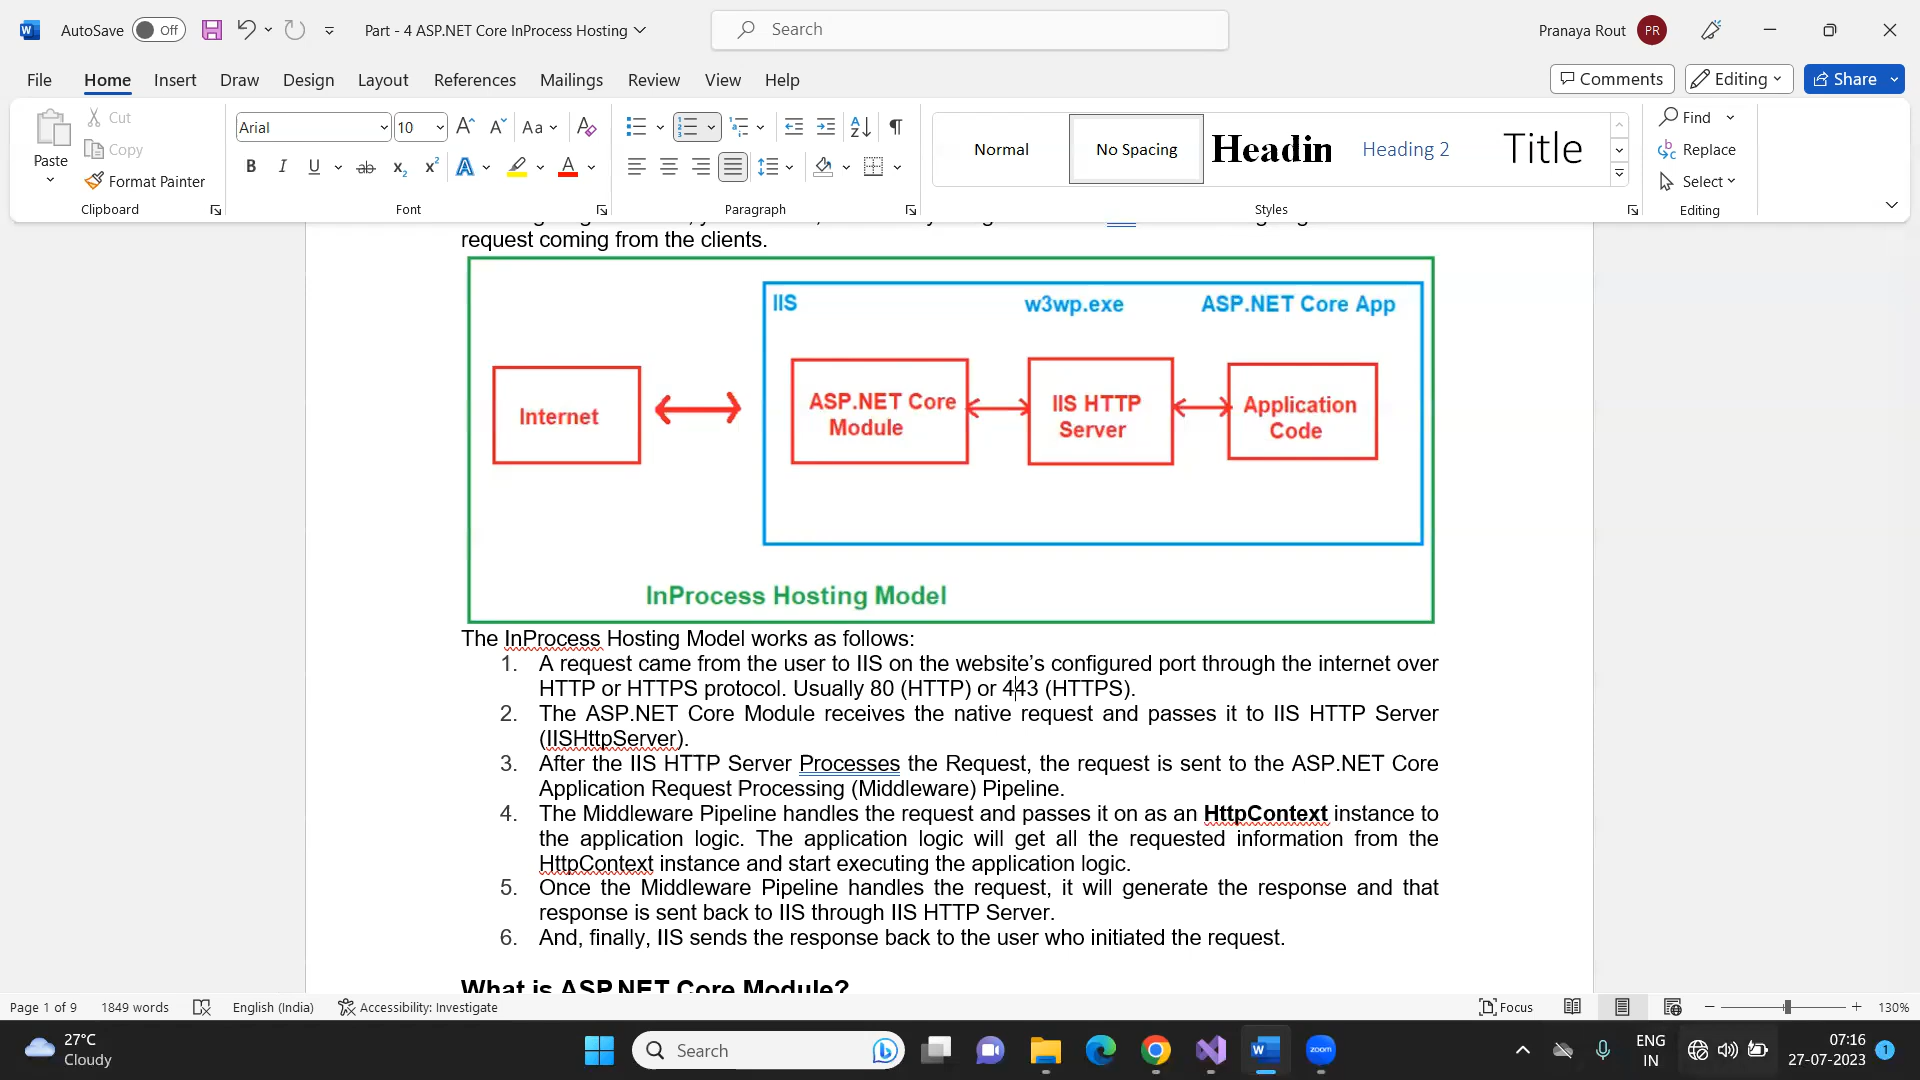 AutoSave Off Part - 4 ASP.NET Core InProcess Hosting Search Pranaya Rout PR
File Home Insert Draw Design Layout References Mailings Review View Help Comments Editing Share
Paste Cut Copy Format Painter
Arial 10
Normal No Spacing Headin Heading 2 Title
Find Replace Select
Clipboard Font Paragraph Styles Editing
request coming from the clients.
IIS w3wp.exe ASP.NET Core App
Internet
ASP.NET Core
Module
IIS HTTP
Server
Application
Code
InProcess Hosting Model
The InProcess Hosting Model works as follows:
1. A request came from the user to IIS on the website’s configured port through the internet over
HTTP or HTTPS protocol. Usually 80 (HTTP) or 443 (HTTPS).
2. The ASP.NET Core Module receives the native request and passes it to IIS HTTP Server
(IISHttpServer).
3. After the IIS HTTP Server Processes the Request, the request is sent to the ASP.NET Core
Application Request Processing (Middleware) Pipeline.
4. The Middleware Pipeline handles the request and passes it on as an HttpContext instance to
the application logic. The application logic will get all the requested information from the
HttpContext instance and start executing the application logic.
5. Once the Middleware Pipeline handles the request, it will generate the response and that
response is sent back to IIS through IIS HTTP Server.
6. And, finally, IIS sends the response back to the user who initiated the request.
What is ASP.NET Core Module?
Page 1 of 9 1849 words English (India) Accessibility: Investigate Focus 130%
27°C
Cloudy
Search
zoom
ENG
IN
07:16
27-07-2023
1